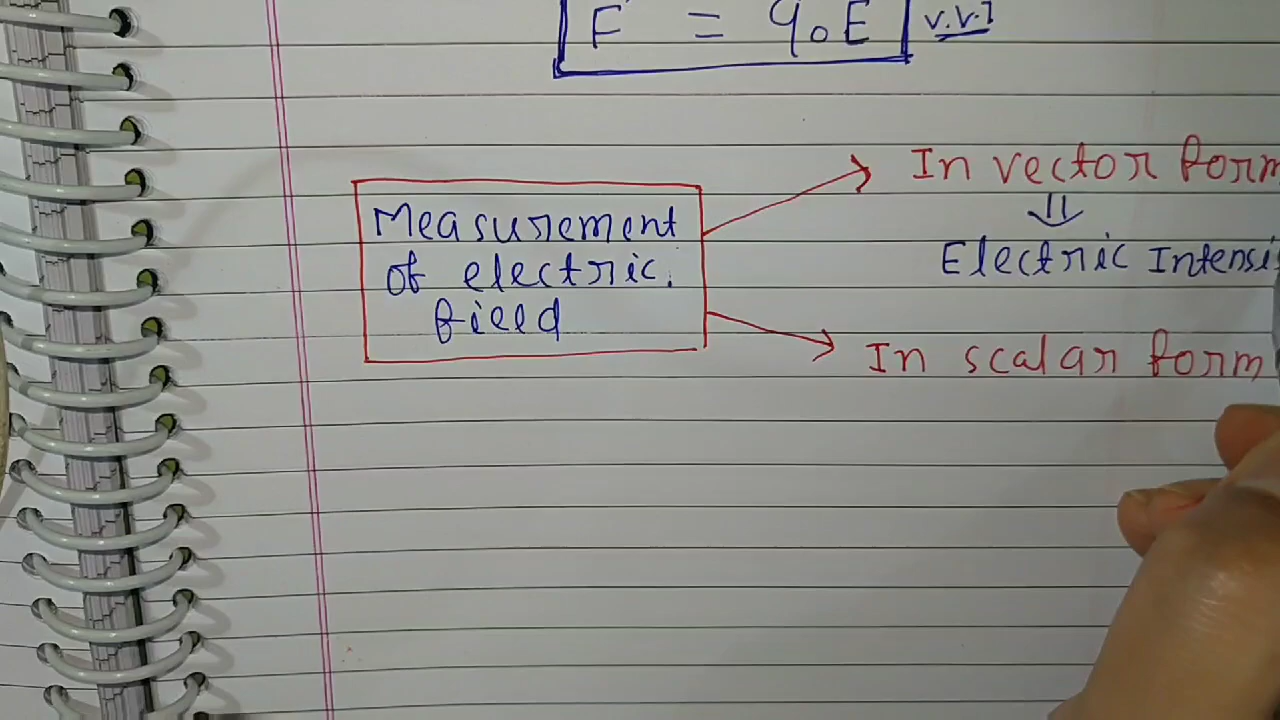 F = q₀E v.v.I
In vector form
Measurement
of electric.
field
Electric Intensi
In scalar form